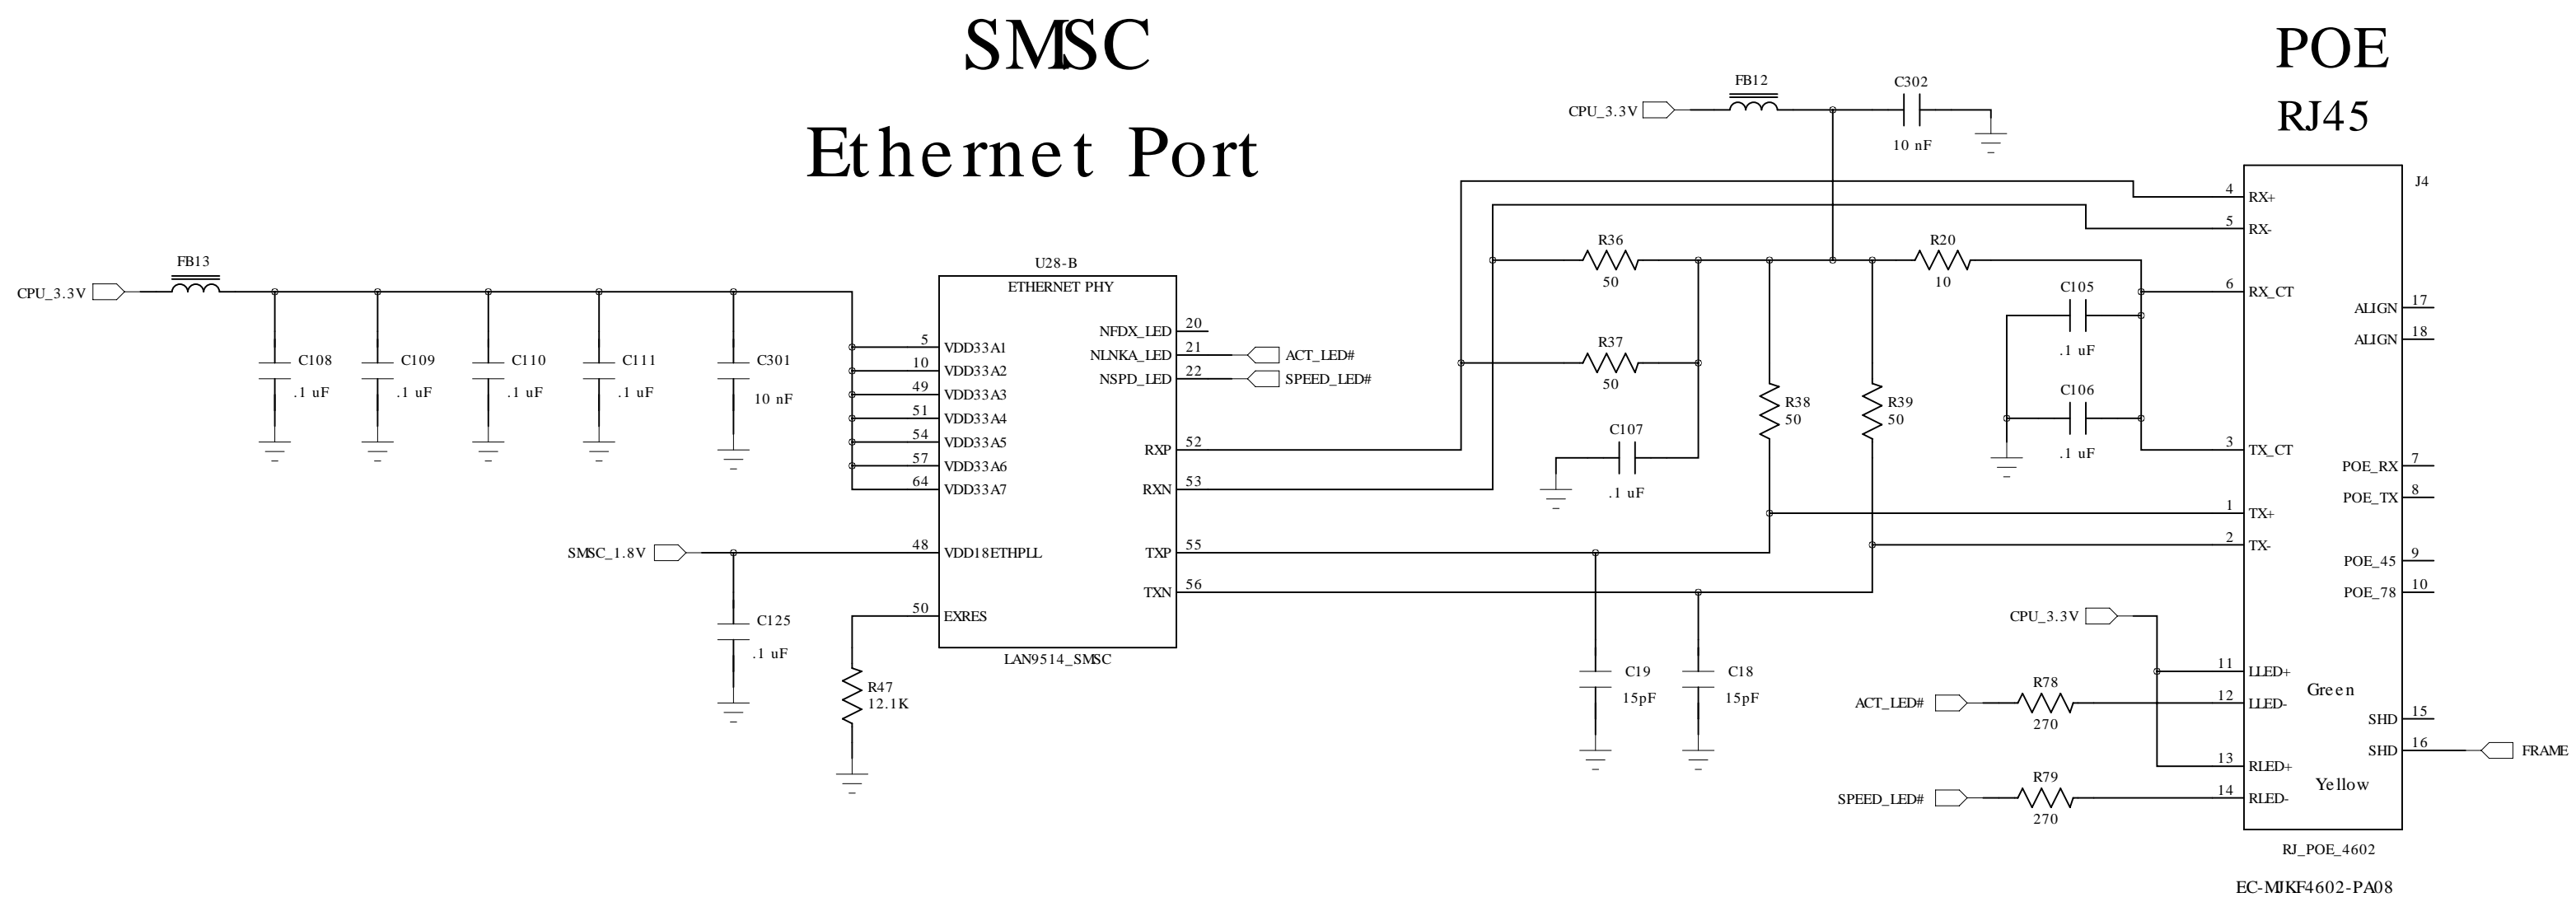 SMSC
Ethernet Port
POE
RJ45
FB12
CPU_3.3V
C302
10 nF
J4
FB13
CPU_3.3V
C108
.1 uF
C109
.1 uF
C110
.1 uF
C111
.1 uF
C301
10 nF
SMSC_1.8V
C125
.1 uF
R47
12.1K
U28-B
ETHERNET PHY
5 VDD33A1
10 VDD33A2
49 VDD33A3
51 VDD33A4
54 VDD33A5
57 VDD33A6
64 VDD33A7
48 VDD18ETHPLL
50 EXRES
NFDX_LED 20
NLNKA_LED 21 ACT_LED#
NSPD_LED 22 SPEED_LED#
RXP 52
RXN 53
TXP 55
TXN 56
LAN9514_SMSC
R36
50
R37
50
C107
.1 uF
R38
50
R39
50
R20
10
C105
.1 uF
C106
.1 uF
C19
15pF
C18
15pF
CPU_3.3V
ACT_LED#
R78
270
SPEED_LED#
R79
270
4 RX+
5 RX-
6 RX_CT
3 TX_CT
1 TX+
2 TX-
11 LLED+
Green
12 LLED-
13 RLED+
Yellow
14 RLED-
ALIGN 17
ALIGN 18
POE_RX 7
POE_TX 8
POE_45 9
POE_78 10
SHD 15
SHD 16 FRAME
RJ_POE_4602
EC-MJKF4602-PA08